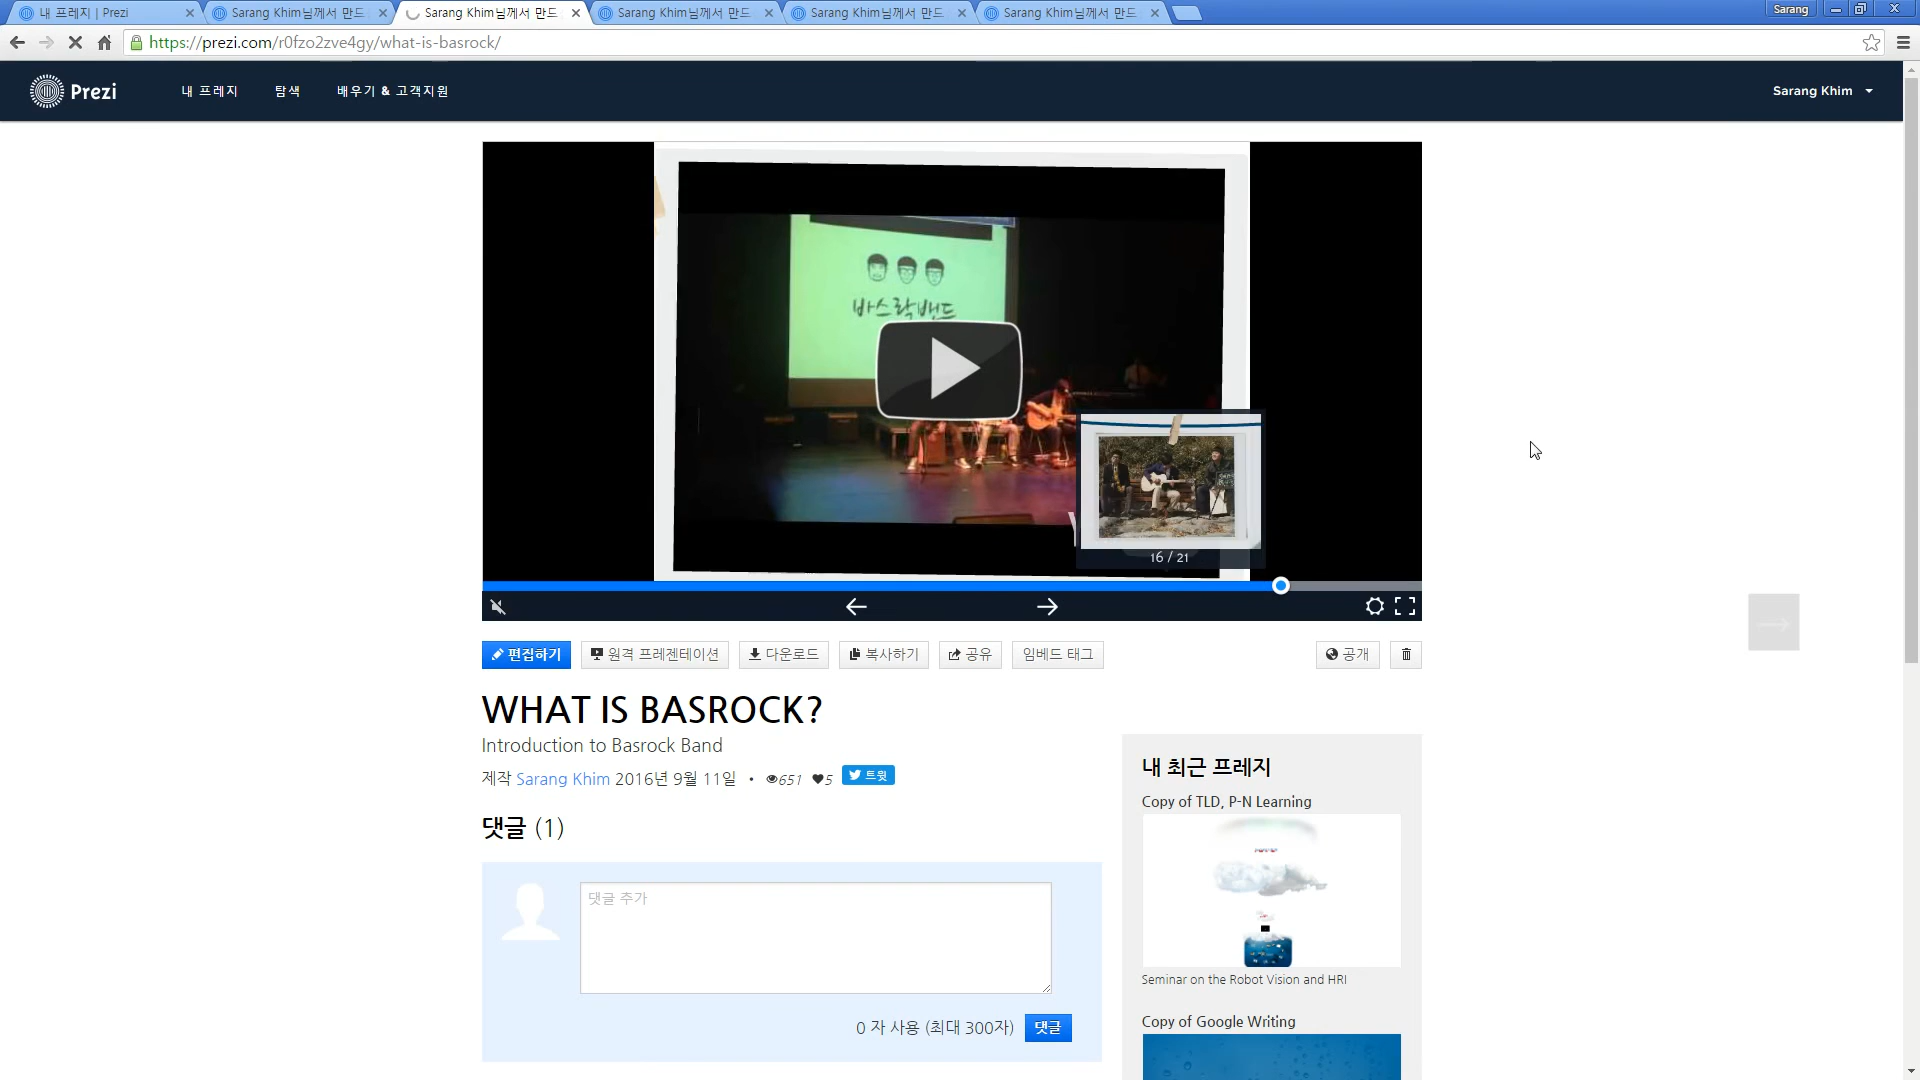 내 프레지 | Prezi
Sarang Khim님께서 만드
Sarang Khim님께서 만드
Sarang Khim님께서 만드
Sarang Khim님께서 만드
Sarang Khim님께서 만드
Sarang
https://prezi.com/r0fzo2zve4gy/what-is-basrock/
Prezi
내 프레지
탐색
배우기 & 고객지원
Sarang Khim
바스락밴드
16 / 21
편집하기
원격 프레젠테이션
다운로드
복사하기
공유
임베드 태그
공개
WHAT IS BASROCK?
Introduction to Basrock Band
제작 Sarang Khim 2016년 9월 11일 • 651 5 트윗
댓글 (1)
댓글 추가
0 자 사용 (최대 300자) 댓글
내 최근 프레지
Copy of TLD, P-N Learning
Seminar on the Robot Vision and HRI
Copy of Google Writing